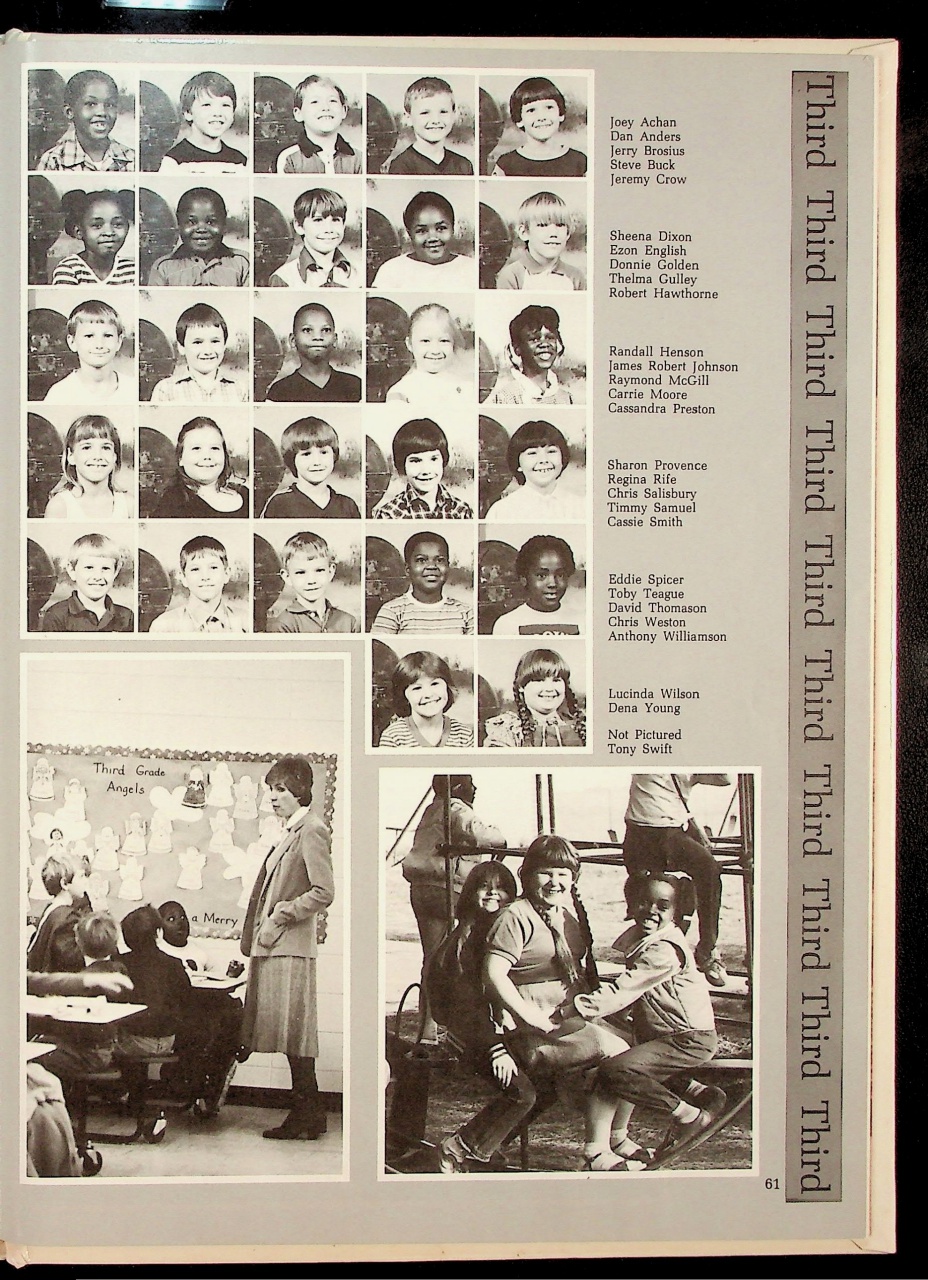 Joey Achan
Dan Anders
Jerry Brosius
Steve Buck
Jeremy Crow
Sheena Dixon
Ezon English
Donnie Golden
Thelma Gulley
Robert Hawthorne
Randall Henson
James Robert Johnson
Raymond McGill
Carrie Moore
Cassandra Preston
Sharon Provence
Regina Rife
Chris Salisbury
Timmy Samuel
Cassie Smith
Eddie Spicer
Toby Teague
David Thomason
Chris Weston
Anthony Williamson
Lucinda Wilson
Dena Young
Not Pictured
Tony Swift
Third Grade
Angels
a Merry
61
Third Third Third Third Third Third Third Third Third Third